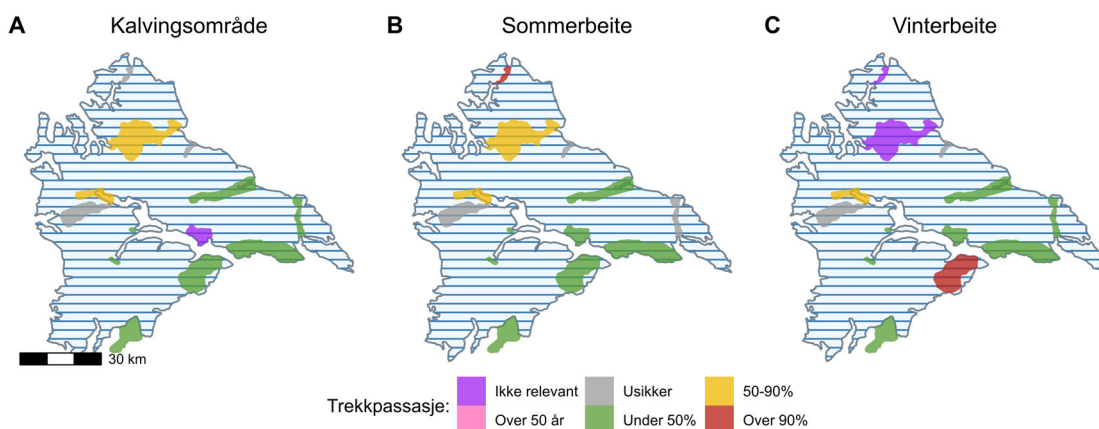 A Kalvingsområde
B Sommerbeite
C Vinterbeite
30 km
Trekkpassasje:
Ikke relevant
Usikker
50-90%
Over 50 år
Under 50%
Over 90%